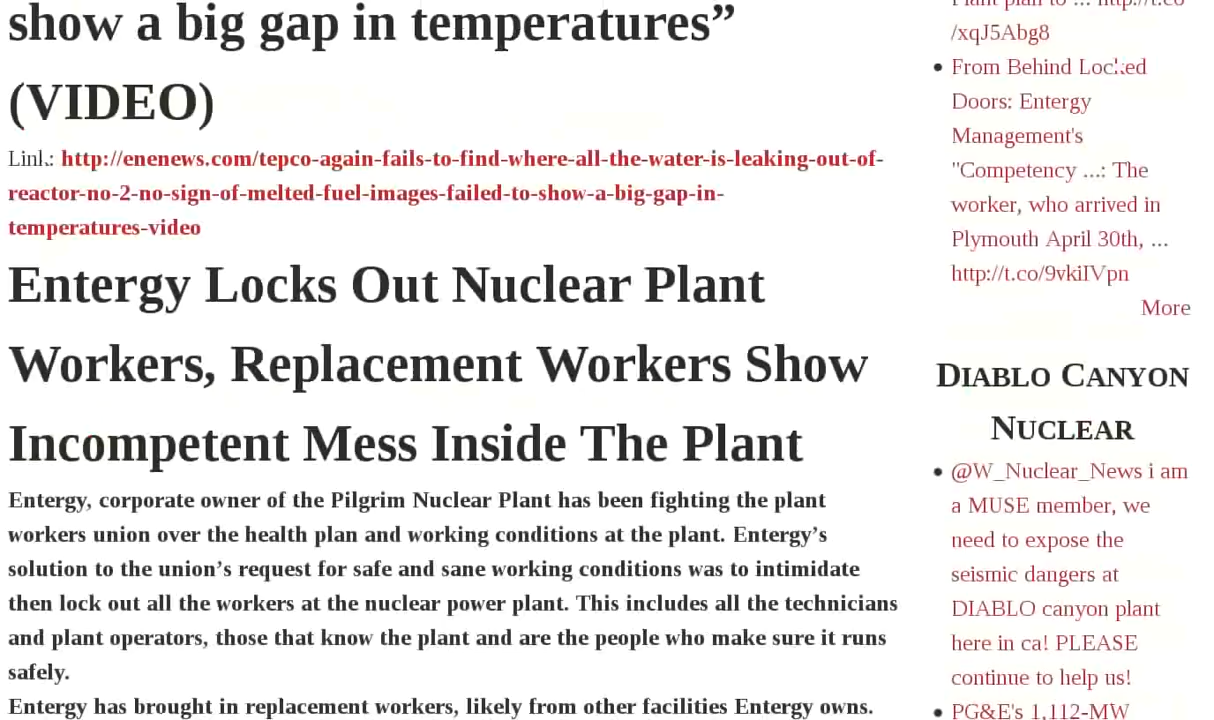 show a big gap in temperatures”
(VIDEO)
Link: http://enenews.com/tepco-again-fails-to-find-where-all-the-water-is-leaking-out-of-
reactor-no-2-no-sign-of-melted-fuel-images-failed-to-show-a-big-gap-in-
temperatures-video
Entergy Locks Out Nuclear Plant
Workers, Replacement Workers Show
Incompetent Mess Inside The Plant
Entergy, corporate owner of the Pilgrim Nuclear Plant has been fighting the plant
workers union over the health plan and working conditions at the plant. Entergy’s
solution to the union’s request for safe and sane working conditions was to intimidate
then lock out all the workers at the nuclear power plant. This includes all the technicians
and plant operators, those that know the plant and are the people who make sure it runs
safely.
Entergy has brought in replacement workers, likely from other facilities Entergy owns.
Plant plan to ... http://t.co
/xqJ5Abg8
• From Behind Locked
Doors: Entergy
Management's
"Competency ...: The
worker, who arrived in
Plymouth April 30th, ...
http://t.co/9vkiIVpn
More
DIABLO CANYON
NUCLEAR
• @W_Nuclear_News i am
a MUSE member, we
need to expose the
seismic dangers at
DIABLO canyon plant
here in ca! PLEASE
continue to help us!
• PG&E's 1,112-MW